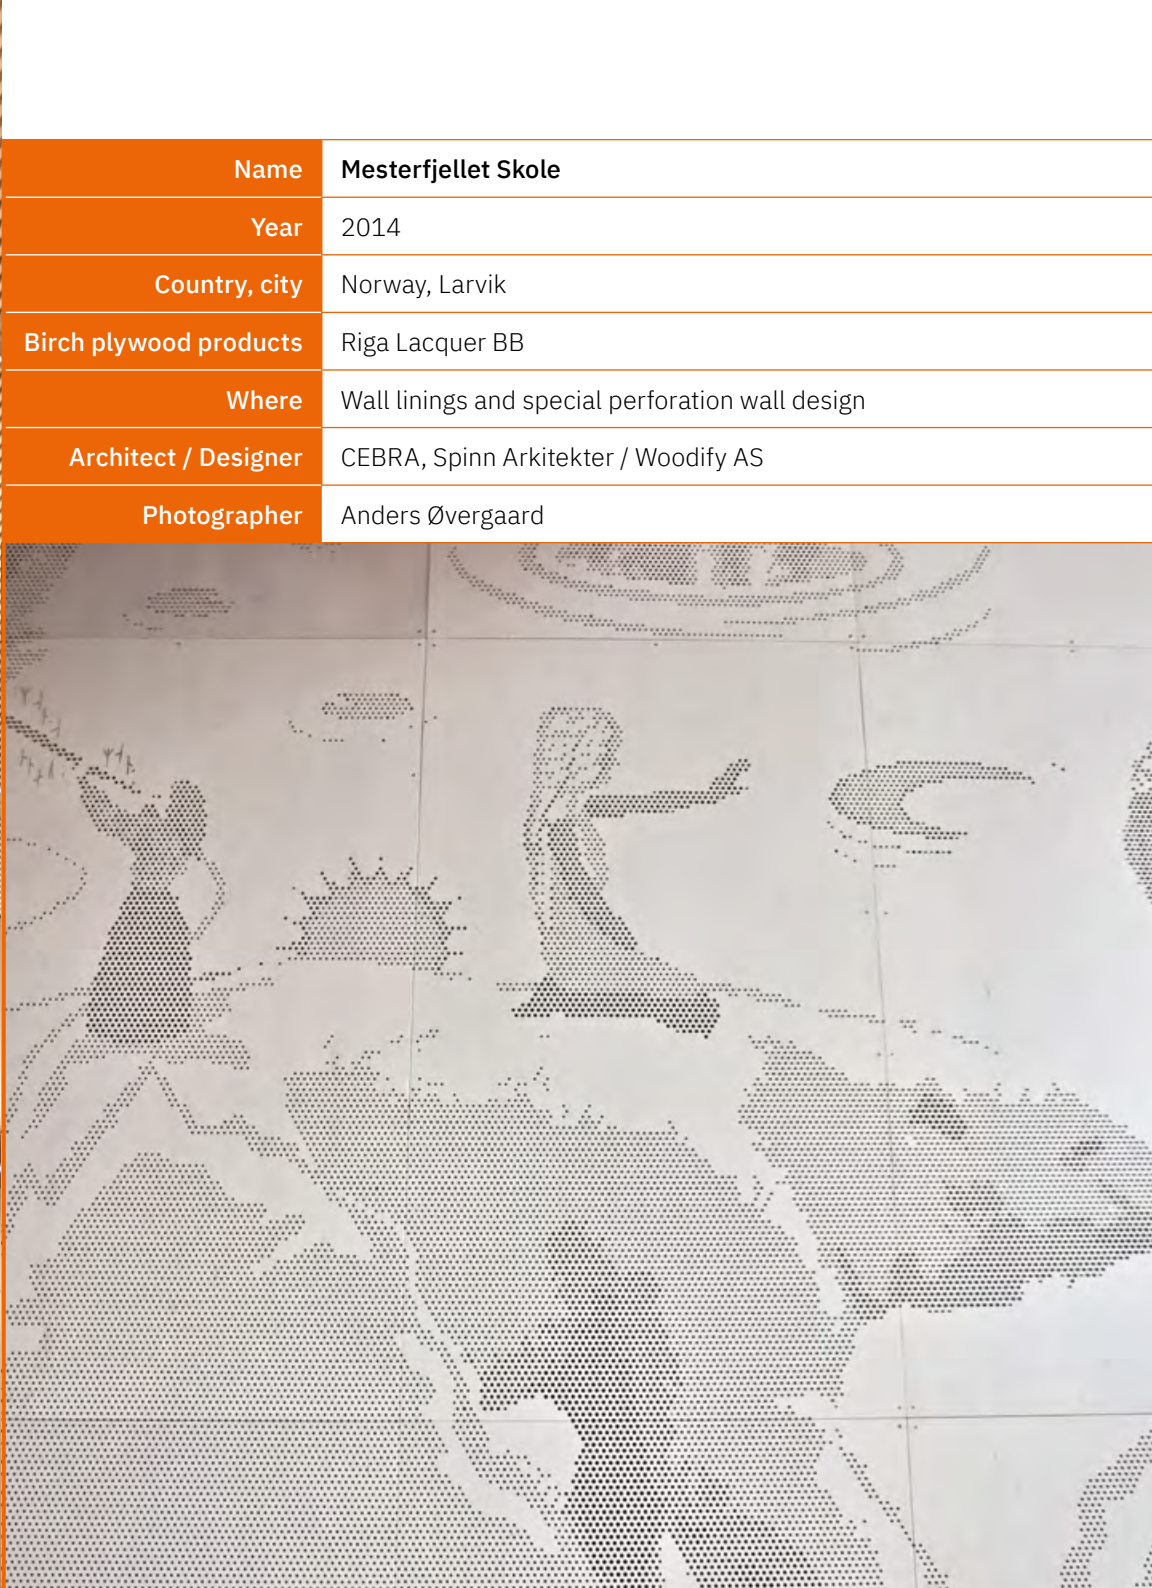 Name Mesterfjellet Skole
Year 2014
Country, city Norway, Larvik
Birch plywood products Riga Lacquer BB
Where Wall linings and special perforation wall design
Architect / Designer CEBRA, Spinn Arkitekter / Woodify AS
Photographer Anders Øvergaard